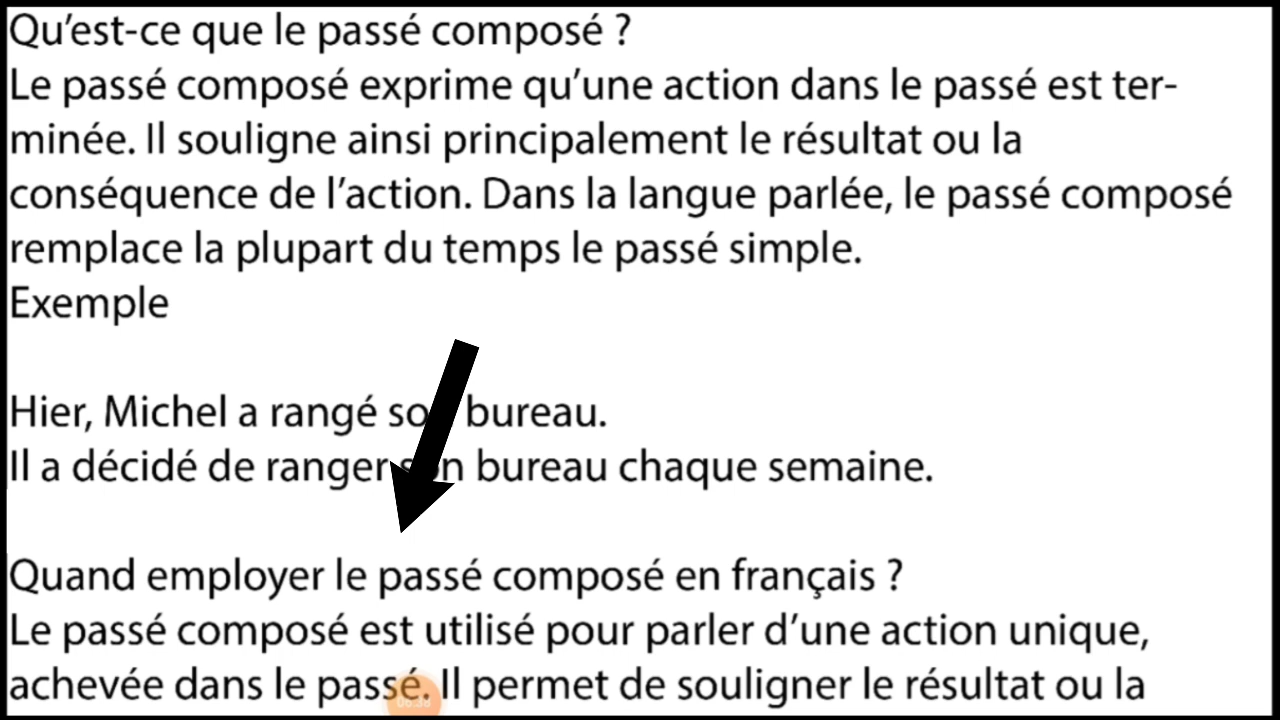 Qu’est-ce que le passé composé ?
Le passé composé exprime qu’une action dans le passé est ter-
minée. Il souligne ainsi principalement le résultat ou la
conséquence de l’action. Dans la langue parlée, le passé composé
remplace la plupart du temps le passé simple.
Exemple
Hier, Michel a rangé son bureau.
Il a décidé de ranger son bureau chaque semaine.
Quand employer le passé composé en français ?
Le passé composé est utilisé pour parler d’une action unique,
achevée dans le passé. Il permet de souligner le résultat ou la